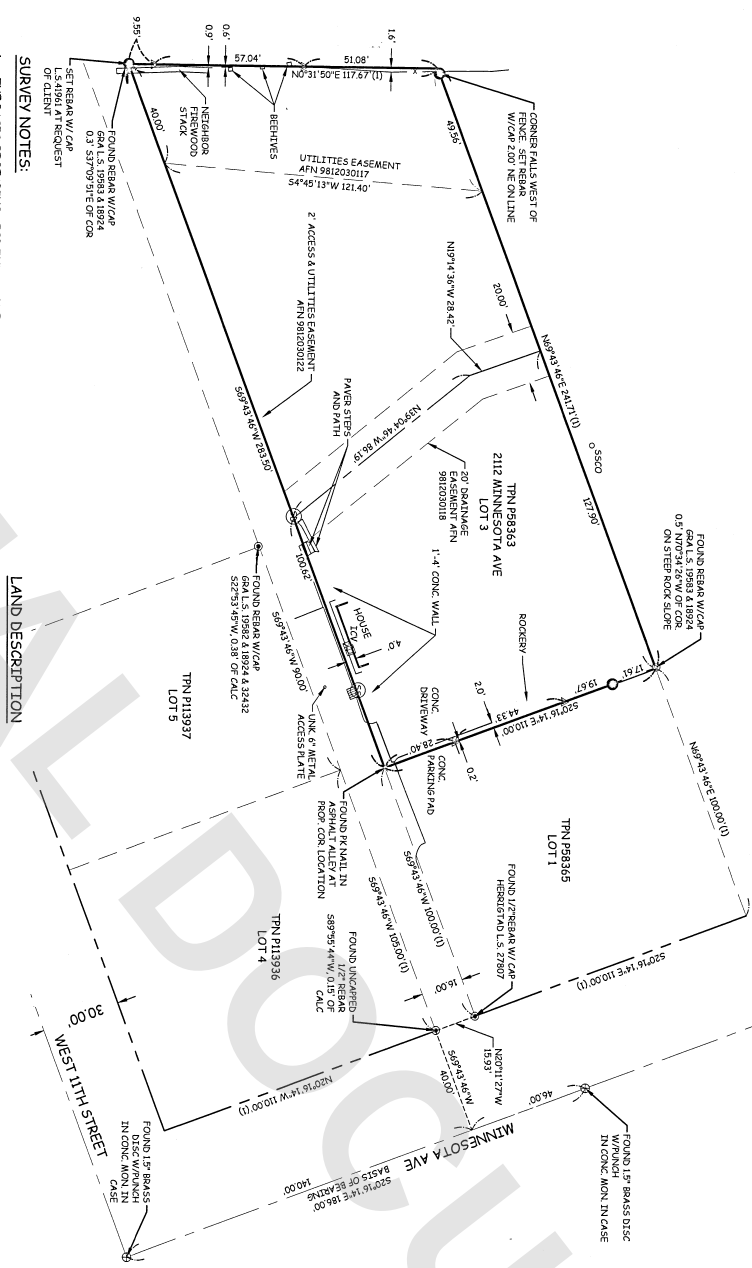 9.55'
0.9'
0.6'
57.04'
51.08'
1.6'
N0°31'50"E 117.67'(1)
BEEHIVES
NEIGHBOR
FIREWOOD
STACK
CORNER FALLS WEST OF
FENCE. SET REBAR
W/CAP 2.00' NE ON LINE
SET REBAR W/ CAP
L.S.41961 AT REQUEST
OF CLIENT
FOUND REBAR W/CAP
GRA L.S. 19583 & 18924
0.3' S37°09'51"E OF COR
40.00'
49.56'
UTILITIES EASEMENT
AFN 9812030117
S4°45'13"W 121.40'
SURVEY NOTES:
2' ACCESS & UTILITIES EASEMENT
AFN 9812030122
N19°14'36"W 28.42'
20.00'
N69°43'46"E 241.71'(1)
SSCO
127.90'
S69°43'46"W 283.50'
PAVER STEPS
AND PATH
N39°04'46"W 86.19'
20' DRAINAGE
EASEMENT AFN
9812030118
TPN P58363
2112 MINNESOTA AVE
LOT 3
FOUND REBAR W/CAP
GRA L.S. 19583 & 18924
0.5' N70°34'26"W OF COR.
ON STEEP ROCK SLOPE
FOUND REBAR W/CAP
GRA L.S. 19582 & 18924 & 32432
S22°53'45"W, 0.38' OF CALC
100.62'
1'-4' CONC. WALL
HOUSE
4.0'
ROCKERY
S69°43'46"W 90.00'
17.61'
19.67'
44.33'
S20°16'14"E 110.00'
2.0'
28.40'
0.2'
CONC.
DRIVEWAY
CONC.
PARKING PAD
LAND DESCRIPTION
TPN P113937
LOT 5
UNK. 6" METAL
ACCESS PLATE
FOUND PK NAIL IN
ASPHALT ALLEY AT
PROP. COR. LOCATION
N69°43'46"E 100.00'(1)
TPN P58365
LOT 1
S69°43'46"W 100.00'(1)
S69°43'46"W 105.00'(1)
TPN P113936
LOT 4
FOUND 1/2"REBAR W/ CAP
HERRIGTAD L.S. 27807
FOUND UNCAPPED
1/2" REBAR
S89°55'44"W, 0.15' OF
CALC
16.00'
S20°16'14"E 110.00'(1)
N20°11'27"W
15.93'
S69°43'46"W
40.00'
30.00'
WEST 11TH STREET
N20°16'14"W 110.00'(1)
46.00'
MINNESOTA AVE
S20°16'14"E 186.00'
BASIS OF BEARING
140.00'
FOUND 1.5" BRASS DISC
W/PUNCH
IN CONC. MON. IN CASE
FOUND 1.5" BRASS
DISC W/PUNCH
IN CONC. MON. IN
CASE
AL DOCU